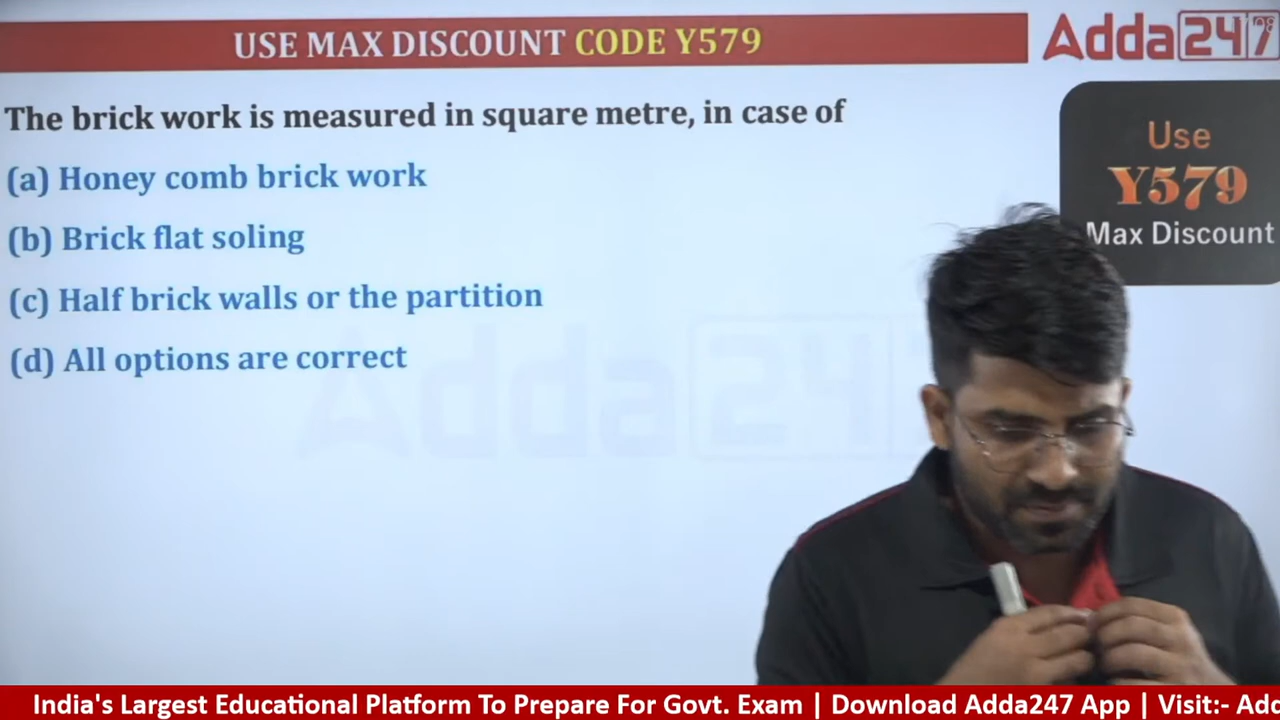 USE MAX DISCOUNT CODE Y579
Adda247
The brick work is measured in square metre, in case of
(a) Honey comb brick work
(b) Brick flat soling
(c) Half brick walls or the partition
(d) All options are correct
Use
Y579
Max Discount
Adda247
India's Largest Educational Platform To Prepare For Govt. Exam | Download Adda247 App | Visit:-